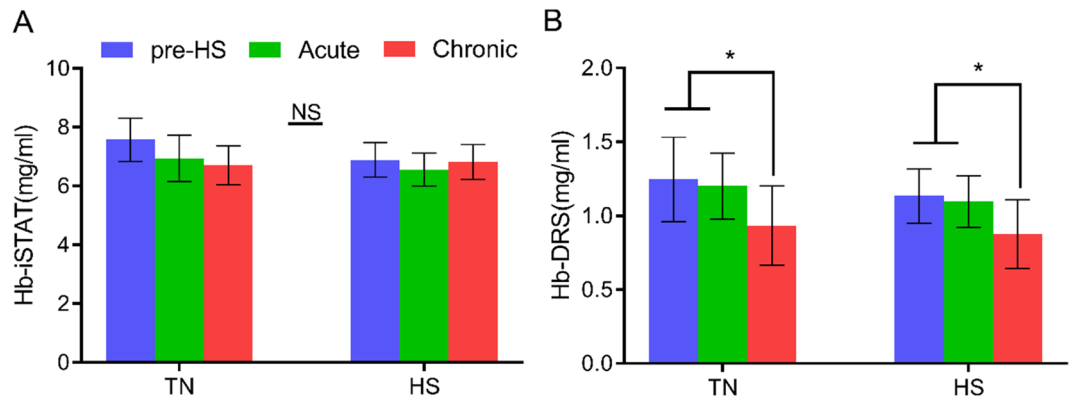 A
pre-HS Acute Chronic
Hb-iSTAT(mg/ml)
10
8
6
4
2
0
NS
TN HS
B
Hb-DRS(mg/ml)
2.0
1.5
1.0
0.5
0.0
* *
TN HS